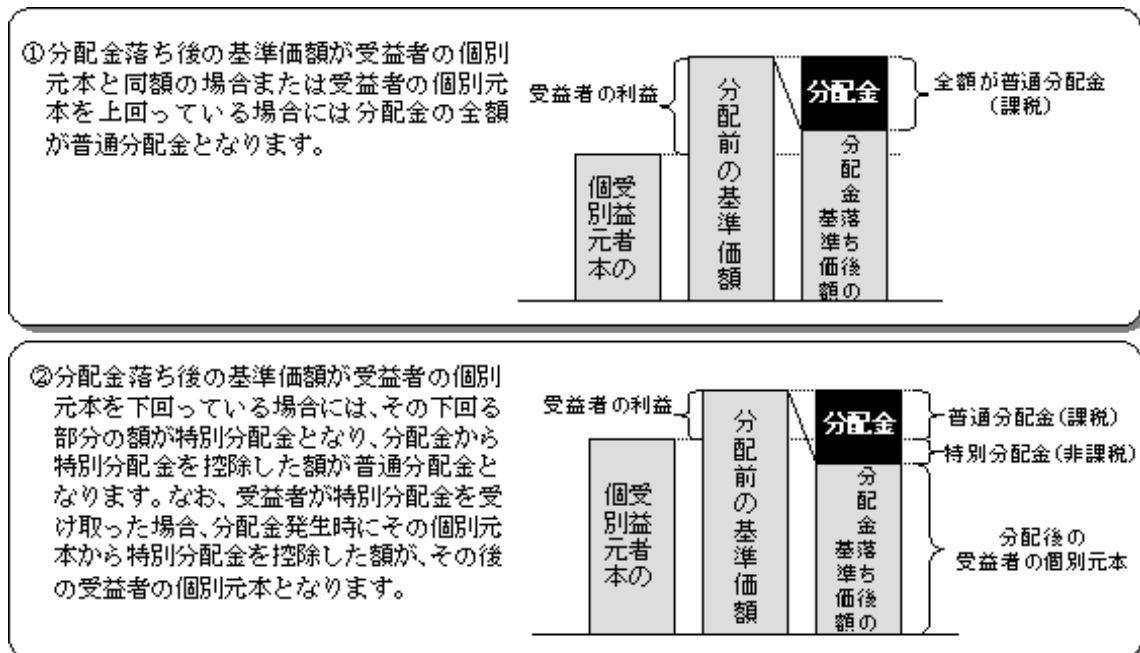 ①分配金落ち後の基準価額が受益者の個別
元本と同額の場合または受益者の個別元
本を上回っている場合には分配金の全額
が普通分配金となります。
受益者の利益
受益者の
個別元本
分配前の基準価額
分配金
分配金落ち後の
基準価額
全額が普通分配金
(課税)
②分配金落ち後の基準価額が受益者の個別
元本を下回っている場合には、その下回る
部分の額が特別分配金となり、分配金から
特別分配金を控除した額が普通分配金と
なります。なお、受益者が特別分配金を受
け取った場合、分配金発生時にその個別元
本から特別分配金を控除した額が、その後
の受益者の個別元本となります。
受益者の利益
受益者の
個別元本
分配前の基準価額
分配金
分配金落ち後の
基準価額
普通分配金(課税)
特別分配金(非課税)
分配後の
受益者の個別元本